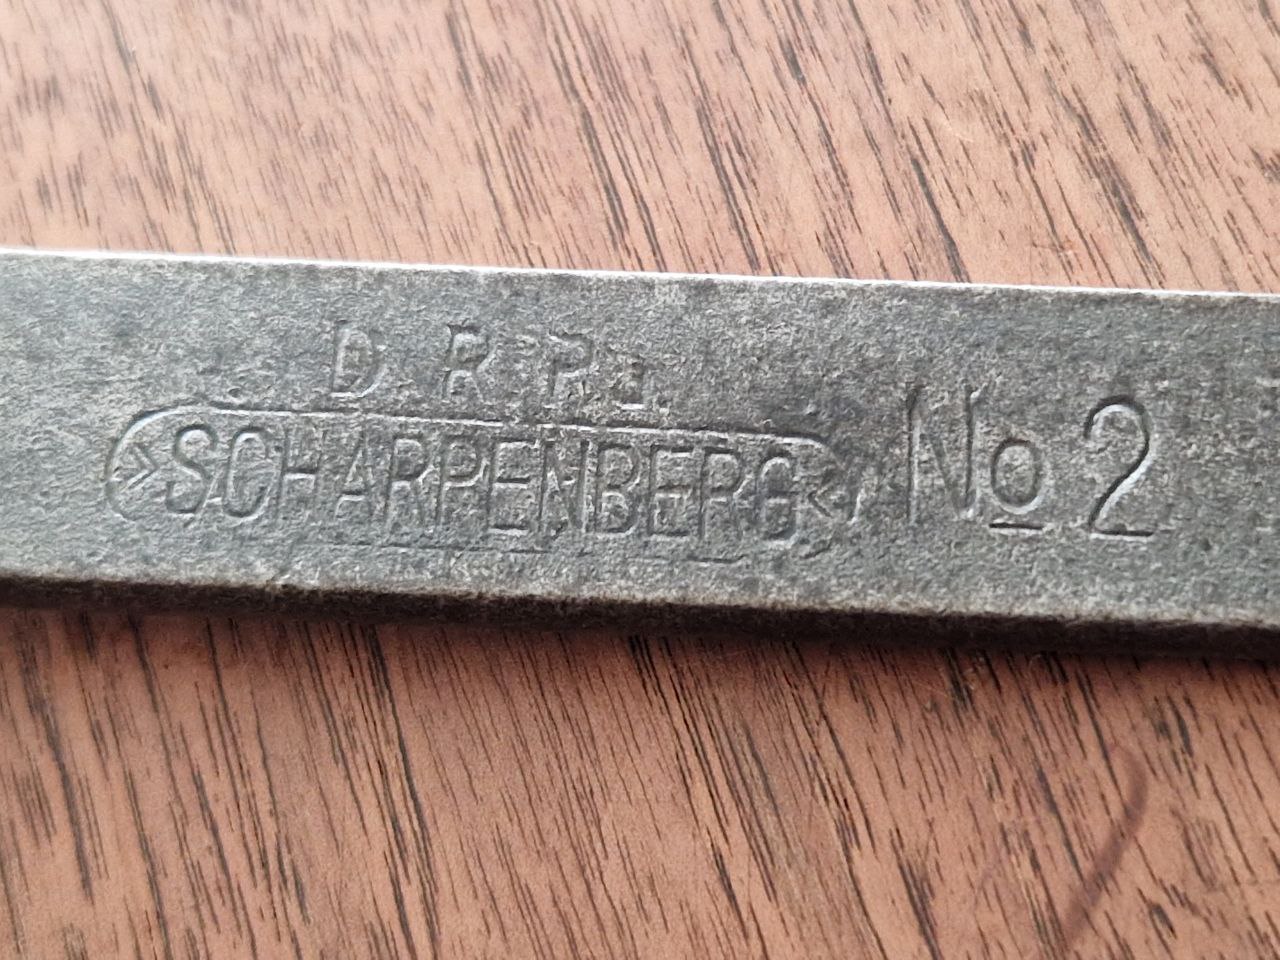 D. R. P.
SCHARPENBERG
No 2